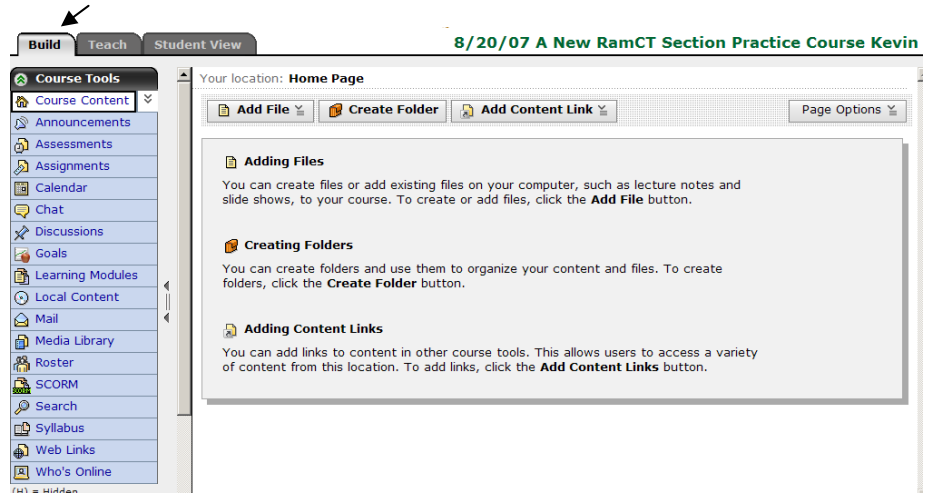 Build Teach Student View 8/20/07 A New RamCT Section Practice Course Kevin
Course Tools
Course Content
Announcements
Assessments
Assignments
Calendar
Chat
Discussions
Goals
Learning Modules
Local Content
Mail
Media Library
Roster
SCORM
Search
Syllabus
Web Links
Who's Online
(H) = Hidden
Your location: Home Page
Add File Create Folder Add Content Link Page Options
Adding Files
You can create files or add existing files on your computer, such as lecture notes and
slide shows, to your course. To create or add files, click the Add File button.
Creating Folders
You can create folders and use them to organize your content and files. To create
folders, click the Create Folder button.
Adding Content Links
You can add links to content in other course tools. This allows users to access a variety
of content from this location. To add links, click the Add Content Links button.